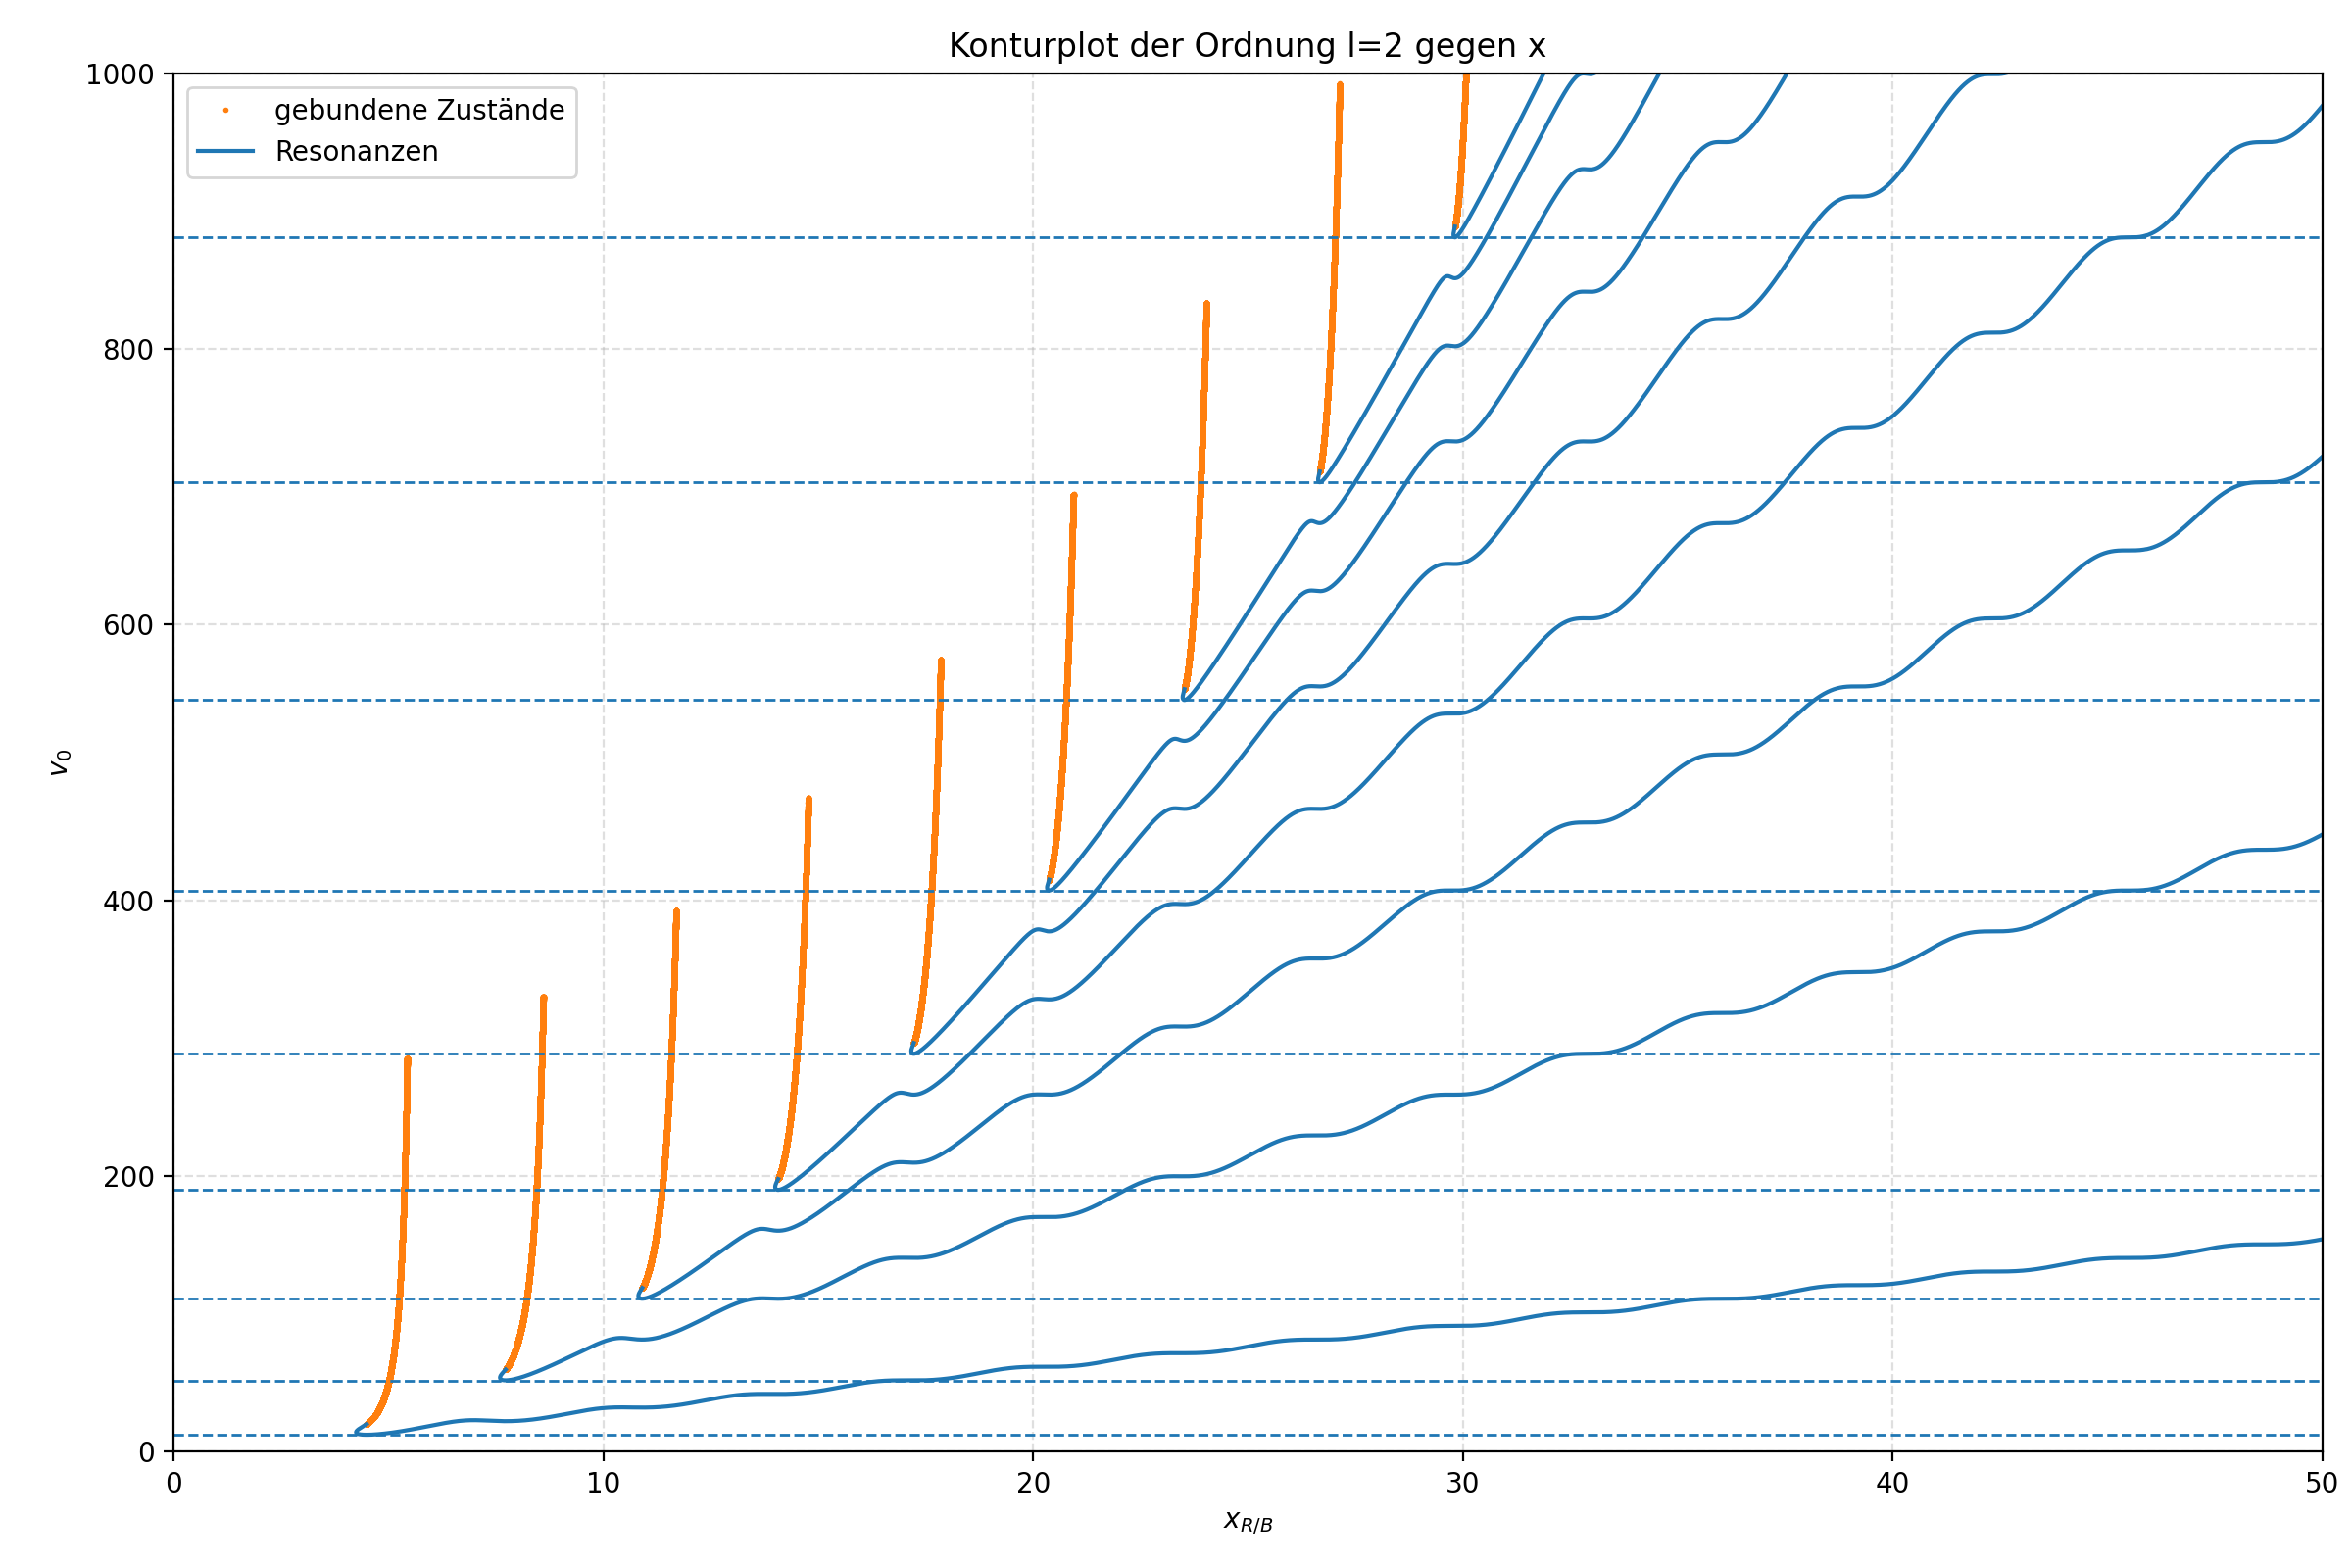 Konturplot der Ordnung l=2 gegen x
1000
gebundene Zustände
Resonanzen
800
600
v₀
400
200
0
0 10 20 30 40 50
x_{R/B}